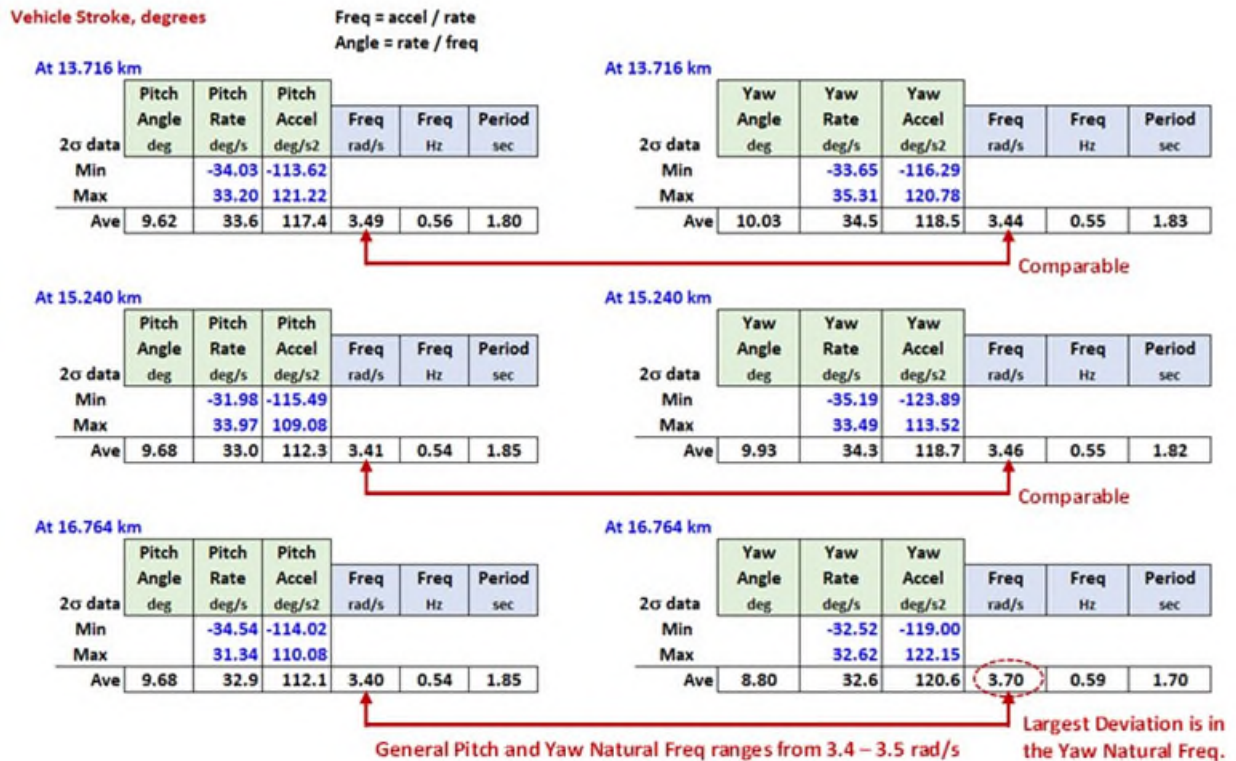 Vehicle Stroke, degrees
Freq = accel / rate
Angle = rate / freq
At 13.716 km
Pitch Pitch Pitch
Angle Rate Accel Freq Freq Period
2σ data deg deg/s deg/s2 rad/s Hz sec
Min -34.03 -113.62
Max 33.20 121.22
Ave 9.62 33.6 117.4 3.49 0.56 1.80
At 13.716 km
Yaw Yaw Yaw
Angle Rate Accel Freq Freq Period
2σ data deg deg/s deg/s2 rad/s Hz sec
Min -33.65 -116.29
Max 35.31 120.78
Ave 10.03 34.5 118.5 3.44 0.55 1.83
Comparable
At 15.240 km
Pitch Pitch Pitch
Angle Rate Accel Freq Freq Period
2σ data deg deg/s deg/s2 rad/s Hz sec
Min -31.98 -115.49
Max 33.97 109.08
Ave 9.68 33.0 112.3 3.41 0.54 1.85
At 15.240 km
Yaw Yaw Yaw
Angle Rate Accel Freq Freq Period
2σ data deg deg/s deg/s2 rad/s Hz sec
Min -35.19 -123.89
Max 33.49 113.52
Ave 9.93 34.3 118.7 3.46 0.55 1.82
Comparable
At 16.764 km
Pitch Pitch Pitch
Angle Rate Accel Freq Freq Period
2σ data deg deg/s deg/s2 rad/s Hz sec
Min -34.54 -114.02
Max 31.34 110.08
Ave 9.68 32.9 112.1 3.40 0.54 1.85
At 16.764 km
Yaw Yaw Yaw
Angle Rate Accel Freq Freq Period
2σ data deg deg/s deg/s2 rad/s Hz sec
Min -32.52 -119.00
Max 32.62 122.15
Ave 8.80 32.6 120.6 3.70 0.59 1.70
General Pitch and Yaw Natural Freq ranges from 3.4 – 3.5 rad/s
Largest Deviation is in
the Yaw Natural Freq.